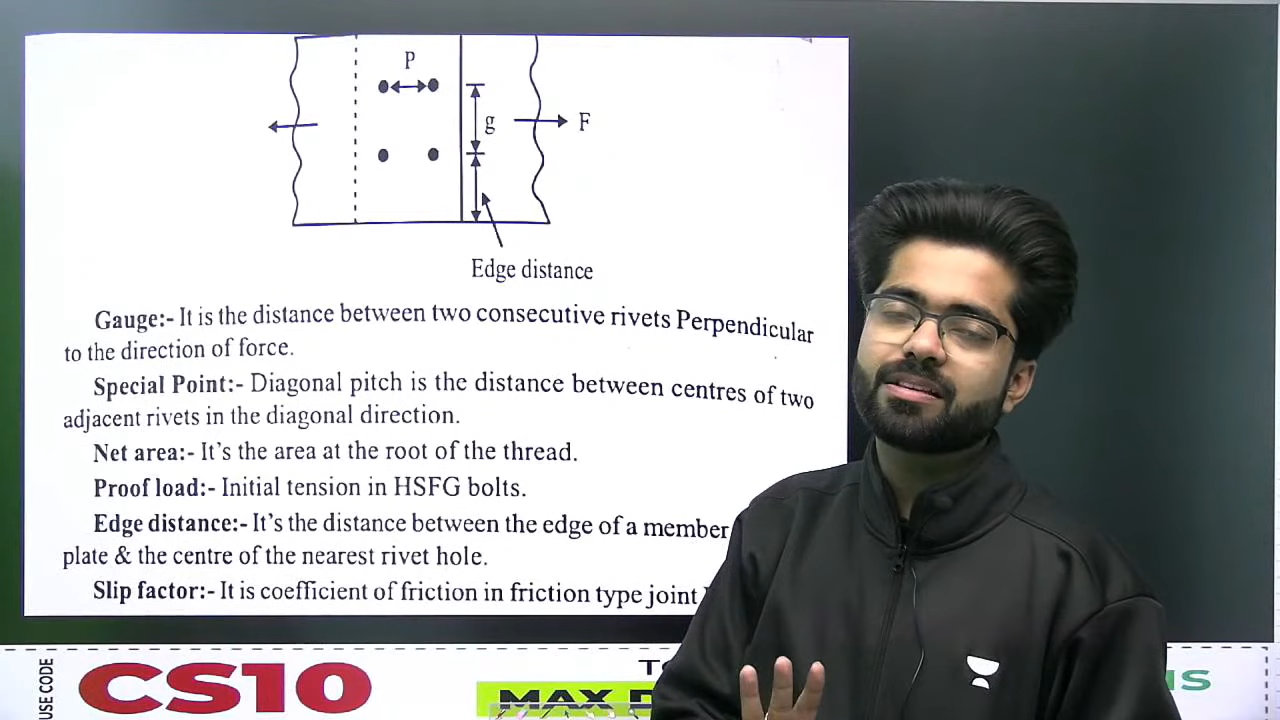 P
g
F
Edge distance
Gauge:- It is the distance between two consecutive rivets Perpendicular
to the direction of force.
Special Point:- Diagonal pitch is the distance between centres of two
adjacent rivets in the diagonal direction.
Net area:- It's the area at the root of the thread.
Proof load:- Initial tension in HSFG bolts.
Edge distance:- It's the distance between the edge of a member
plate & the centre of the nearest rivet hole.
Slip factor:- It is coefficient of friction in friction type joint
USE CODE
CS10
MAX D